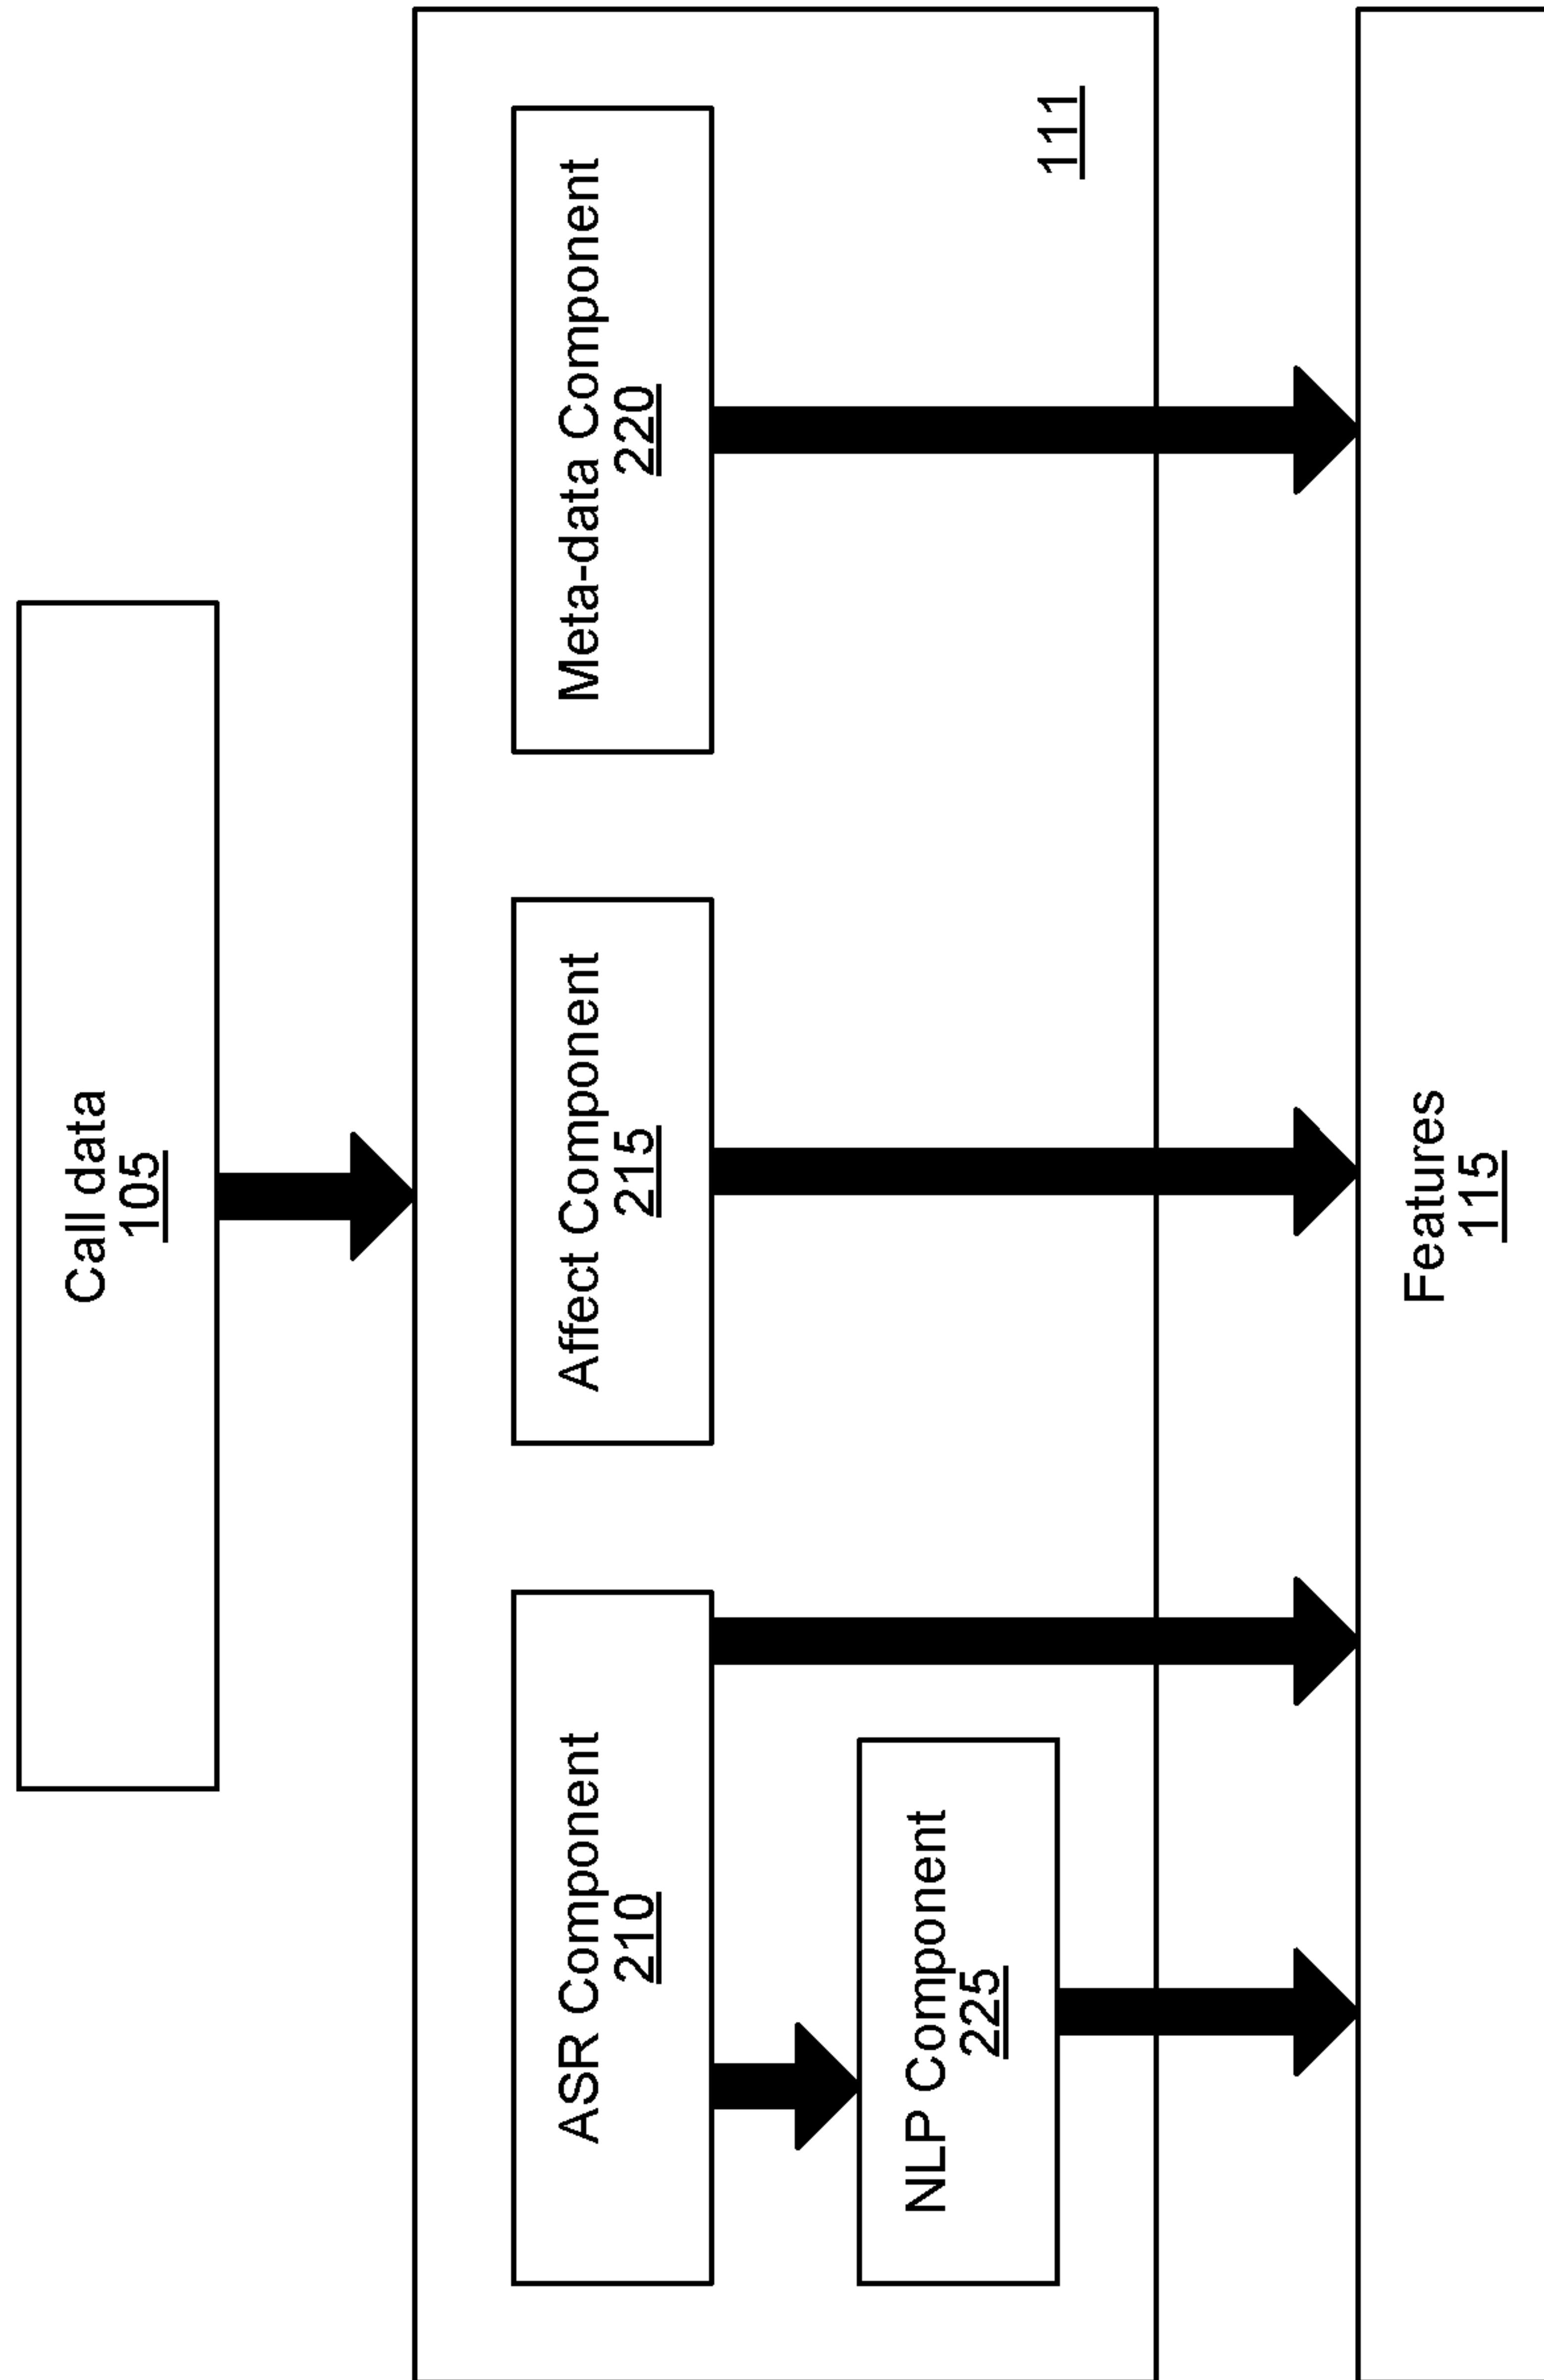 Call data
105
ASR Component
210
Affect Component
215
Meta-data Component
220
NLP Component
225
111
Features
115